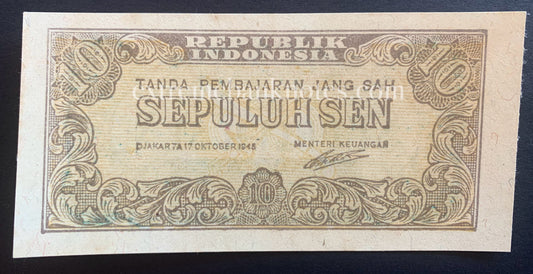 REPUBLIK
INDONESIA
10
10
TANDA PEMBAJARAN JANG SAH
SEPULUH SEN
DJAKARTA 17 OKTOBER 1945
MENTERI KEUANGAN
10